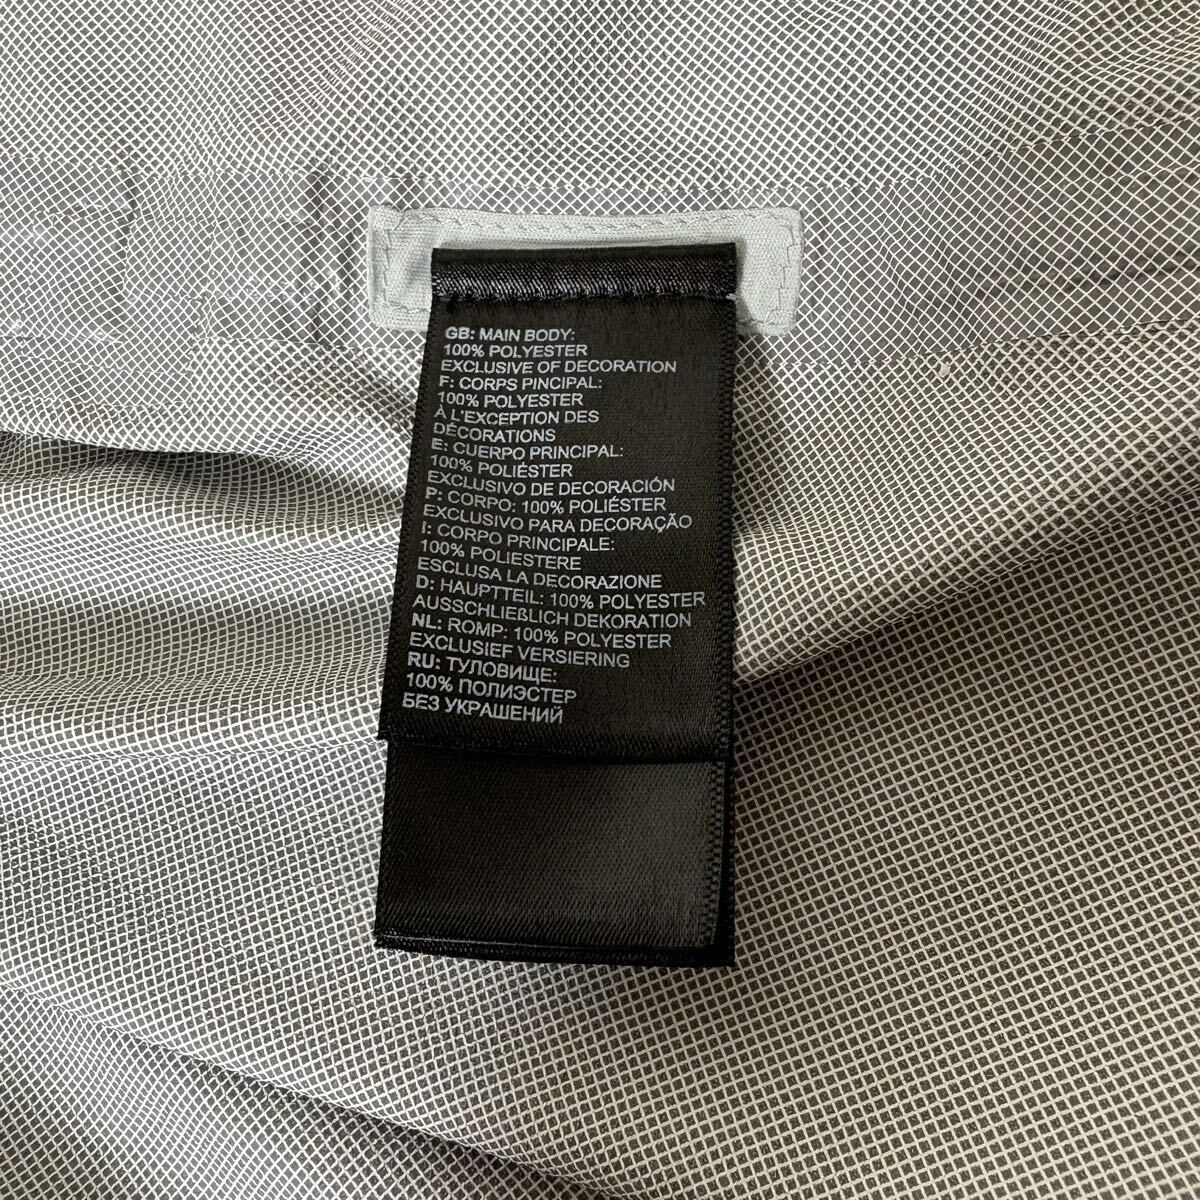 GB: MAIN BODY:
100% POLYESTER
EXCLUSIVE OF DECORATION
F: CORPS PINCIPAL:
100% POLYESTER
À L'EXCEPTION DES
DÉCORATIONS
E: CUERPO PRINCIPAL:
100% POLIÉSTER
EXCLUSIVO DE DECORACIÓN
P: CORPO: 100% POLIÉSTER
EXCLUSIVO PARA DECORAÇÃO
I: CORPO PRINCIPALE:
100% POLIESTERE
ESCLUSA LA DECORAZIONE
D: HAUPTTEIL: 100% POLYESTER
AUSSCHLIEßLICH DEKORATION
NL: ROMP: 100% POLYESTER
EXCLUSIEF VERSIERING
RU: ТУЛОВИЩЕ:
100% ПОЛИЭСТЕР
БЕЗ УКРАШЕНИЙ